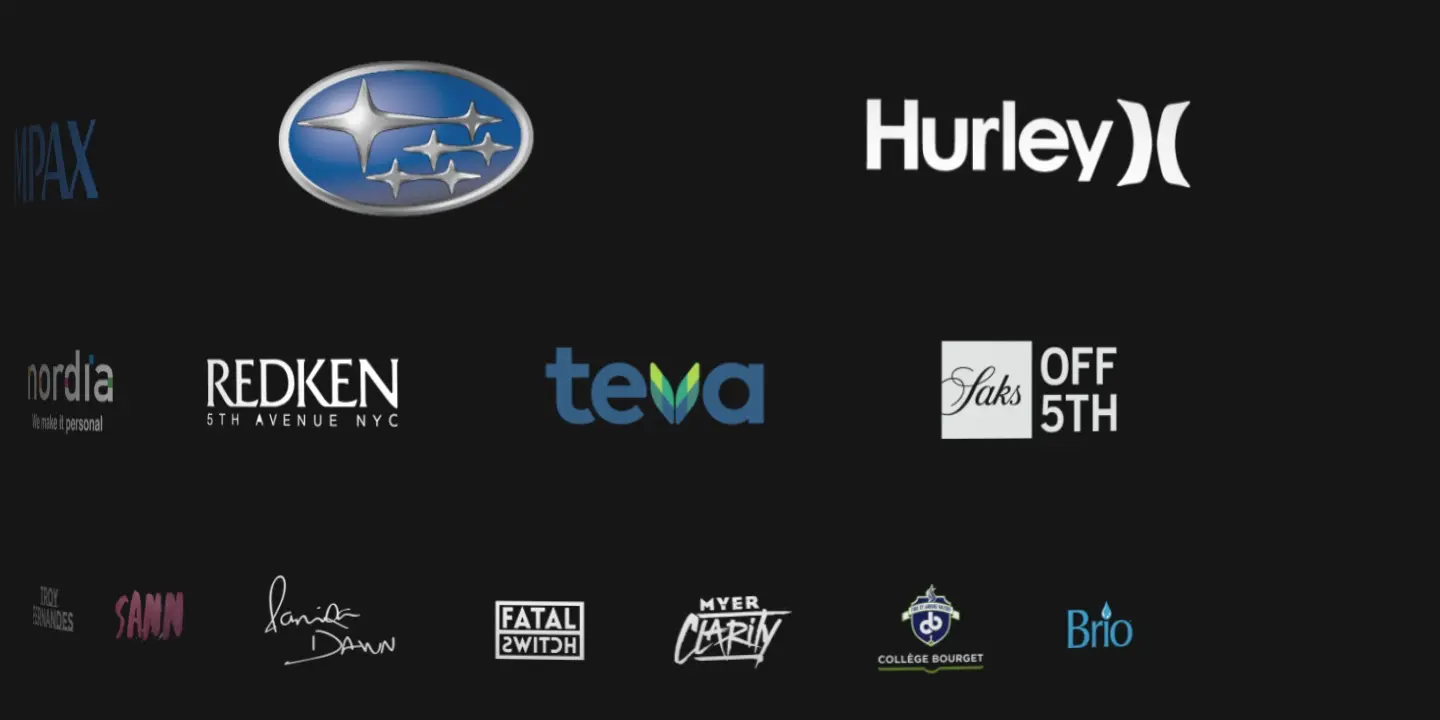 MPAX
Hurley
nordia
We make it personal
REDKEN
5TH AVENUE NYC
teva
Saks
OFF
5TH
TROY
FERNANDES
SANN
DAWN
FATAL
SWITCH
MYER
CLARITY
COLLÈGE BOURGET
Brio